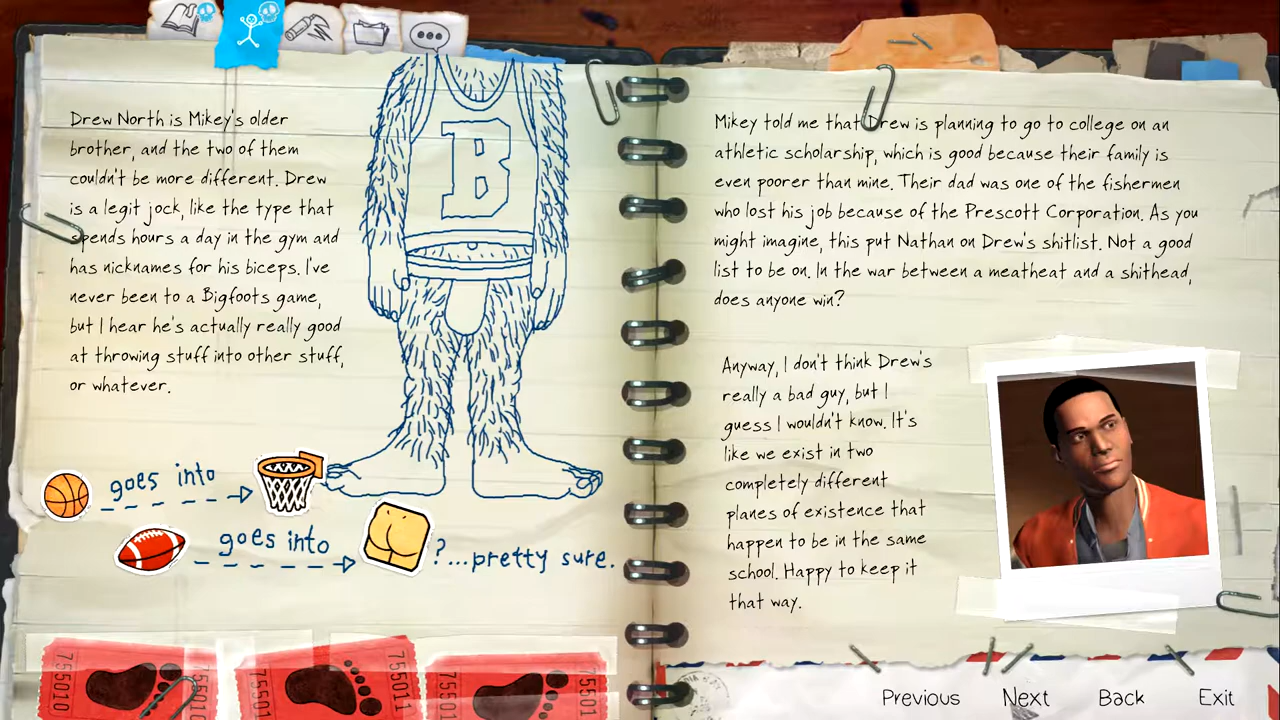 Drew North is Mikey's older
brother, and the two of them
couldn't be more different. Drew
is a legit jock, like the type that
spends hours a day in the gym and
has nicknames for his biceps. I've
never been to a Bigfoots game,
but I hear he's actually really good
at throwing stuff into other stuff,
or whatever.
B
goes into
goes into
?...pretty sure.
755010
755010
755011
755011
Mikey told me that Drew is planning to go to college on an
athletic scholarship, which is good because their family is
even poorer than mine. Their dad was one of the fishermen
who lost his job because of the Prescott Corporation. As you
might imagine, this put Nathan on Drew's shitlist. Not a good
list to be on. In the war between a meatheat and a shithead,
does anyone win?
Anyway, I don't think Drew's
really a bad guy, but I
guess I wouldn't know. It's
like we exist in two
completely different
planes of existence that
happen to be in the same
school. Happy to keep it
that way.
Previous Next Back Exit